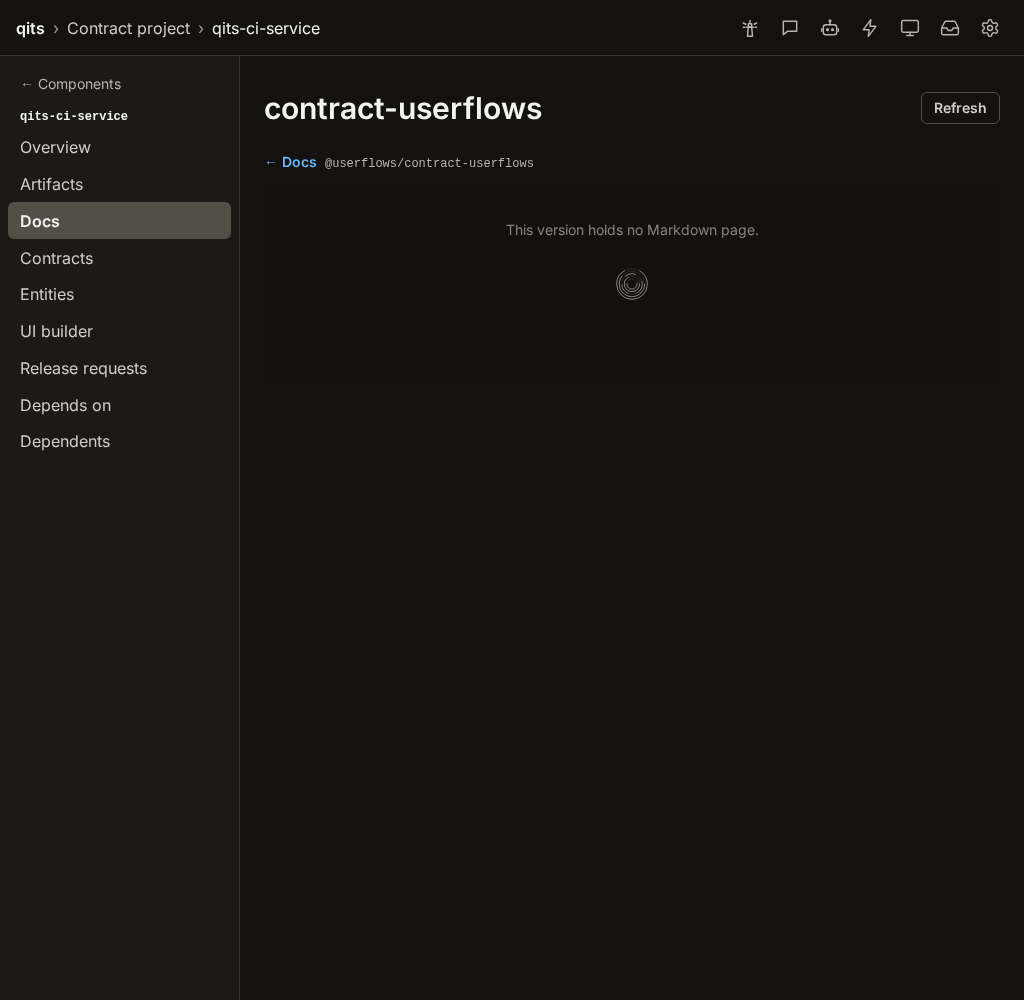 qits › Contract project › qits-ci-service
← Components
qits-ci-service
Overview
Artifacts
Docs
Contracts
Entities
UI builder
Release requests
Depends on
Dependents
contract-userflows
Refresh
← Docs @userflows/contract-userflows
This version holds no Markdown page.